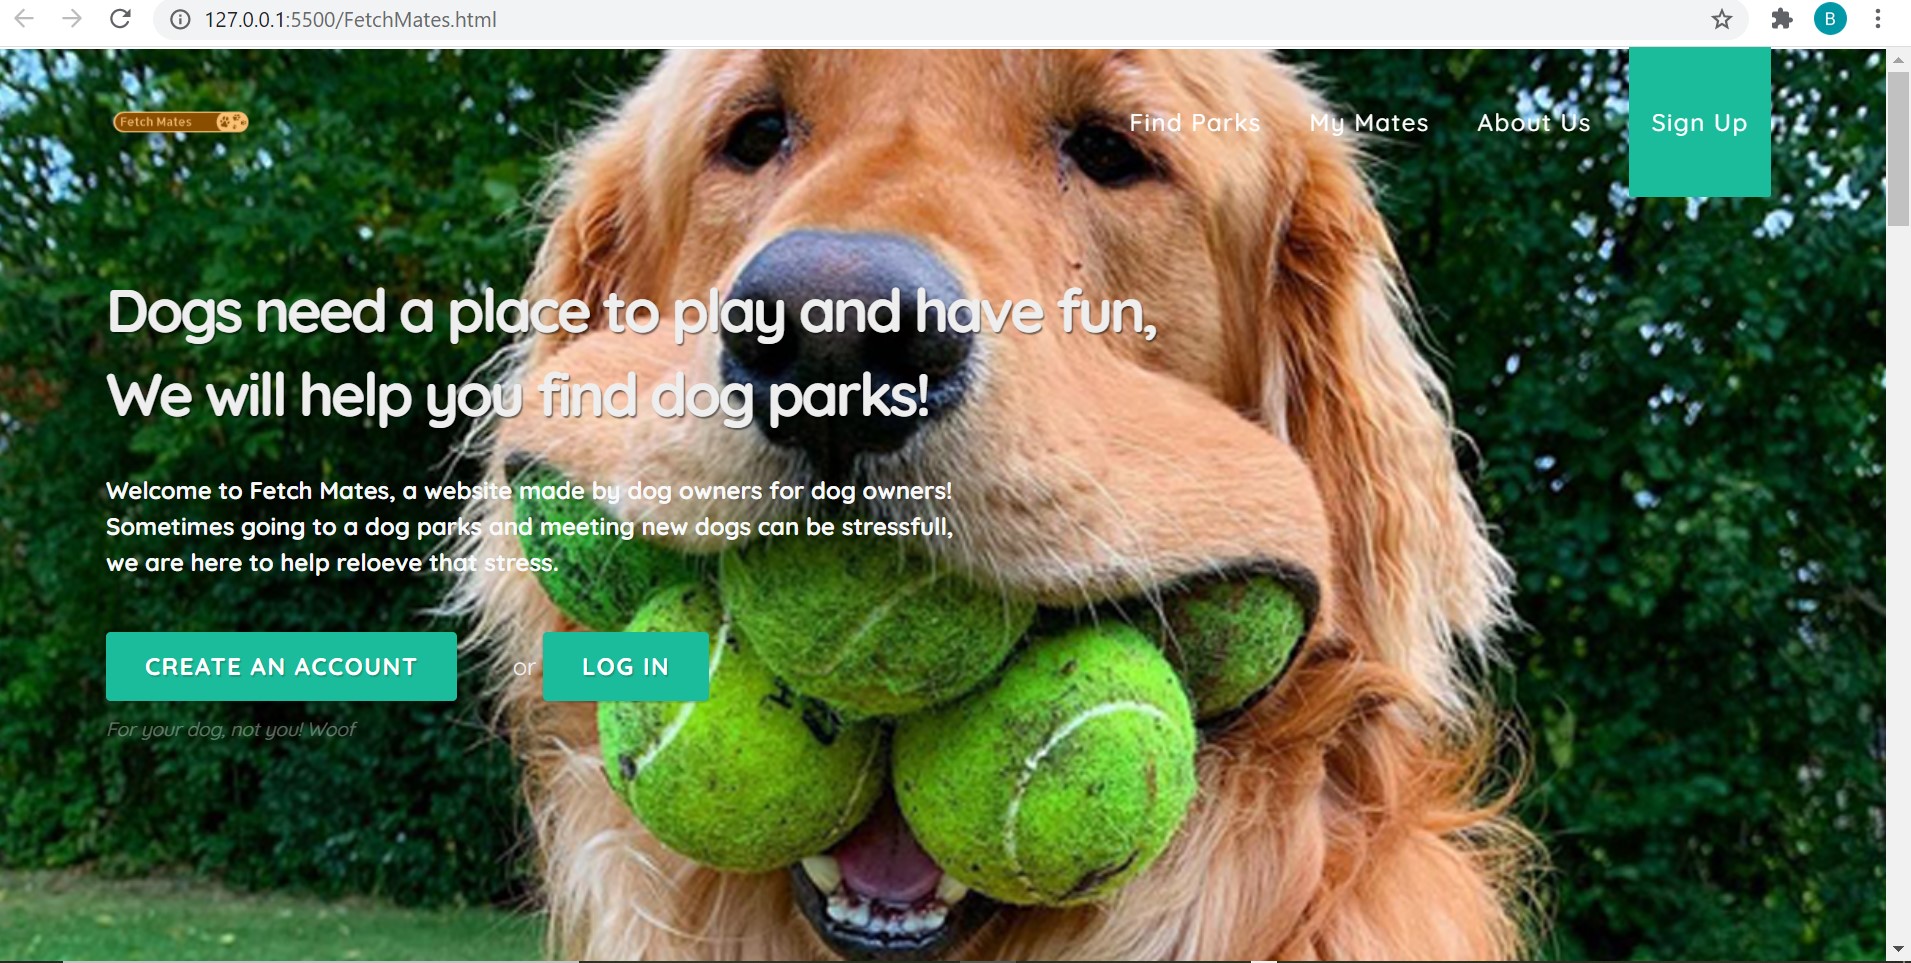 127.0.0.1:5500/FetchMates.html
B
Fetch Mates
Find Parks
My Mates
About Us
Sign Up
Dogs need a place to play and have fun,
We will help you find dog parks!
Welcome to Fetch Mates, a website made by dog owners for dog owners!
Sometimes going to a dog parks and meeting new dogs can be stressfull,
we are here to help reloeve that stress.
CREATE AN ACCOUNT
or
LOG IN
For your dog, not you! Woof